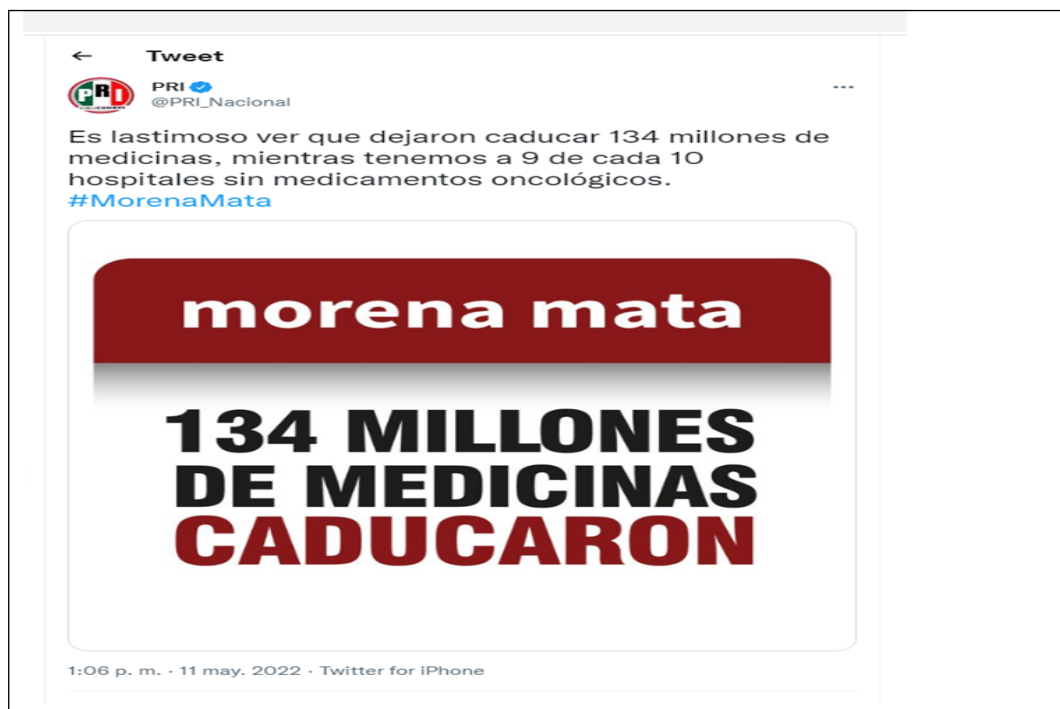 ← Tweet
PRI
@PRI_Nacional
Es lastimoso ver que dejaron caducar 134 millones de
medicinas, mientras tenemos a 9 de cada 10
hospitales sin medicamentos oncológicos.
#MorenaMata
morena mata
134 MILLONES
DE MEDICINAS
CADUCARON
1:06 p. m. · 11 may. 2022 · Twitter for iPhone